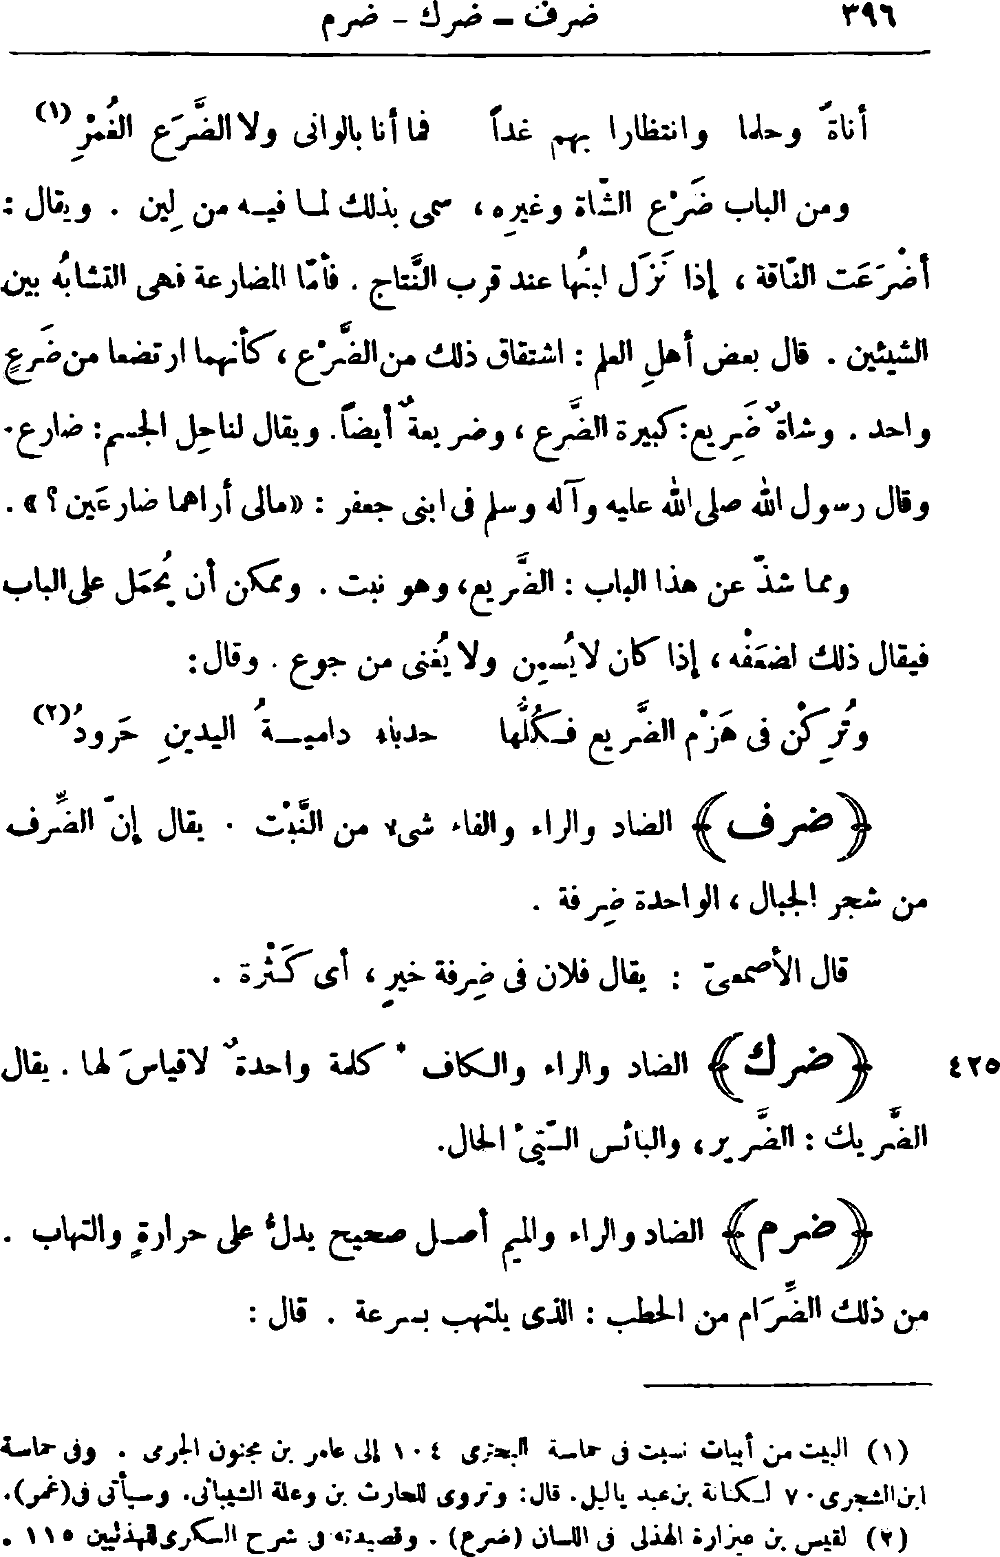 ٣٩٦ ضرف – ضرك – ضرم
أناةً وحلما وانتظارا بهم غداً فما أنا بالوانى ولا الضَّرَع الغُمْرِ(١)
ومن الباب ضَرْع الشّاة وغيرِه، سمى بذلك لما فيه من لِين . ويقال :
أضْرَعَت النّاقة ، إذا نَزَل لبنُها عند قرب النَّتاج . فأمّا المضارعة فهى التشابُه بين
الشيئين . قال بعض أهلِ العلم : اشتقاق ذلك من الضَّرْع ، كأنهما ارتضعا من ضَرعٍ
واحد . وشاةٌ ضَرِيع: كبيرة الضَّرع ، وضريعةٌ أيضاً. ويقال لناحِل الجسم: ضارع.
وقال رسول الله صلى الله عليه وآله وسلم فى ابنى جعفر : «مالى أراهما ضارعَين ؟» .
ومما شذّ عن هذا الباب : الضَّريع، وهو نبت . وممكن أن يُحمَل على الباب
فيقال ذلك لضعَفْه ، إذا كان لا يُسمِن ولا يُغنى من جوع . وقال:
وتُرِكْن فى هَزْم الضَّريع فكُلُّها حدباء داميةُ اليدينِ حَرودُ(٢)
﴿ضرف﴾ الضاد والراء والفاء شىء من النَّبْت . يقال إنّ الضِّرف
من شجر الجبال ، الواحدة ضِرفة .
قال الأصمعىّ : يقال فلان فى ضِرفة خيرٍ ، أى كَثْرة .
﴿ضرك﴾ الضاد والراء والكاف * كلمة واحدةٌ لاقياسَ لها . يقال ٤٢٥
الضَّريك : الضَّرير ، والبائس السّيّئ الحال.
﴿ضرم﴾ الضاد والراء والميم أصل صحيح يدلُّ على حرارةٍ والتهاب .
من ذلك الضِّرَام من الحطب : الذى يلتهب بسرعة . قال :
(١) البيت من أبيات نسبت فى حماسة البحترى ١٠٤ إلى عامر بن مجنون الجرمى . وفى حماسة
ابن الشجرى ٧٠ لكنانة بن عبد ياليل. قال: وتروى للحارث بن وعلة الشيبانى. وسيأتى فى (غمر).
(٢) لقيس بن عيزارة الهذلى فى اللسان (ضرع) . وقصيدته فى شرح السكرى للهذليين ١١٥ .